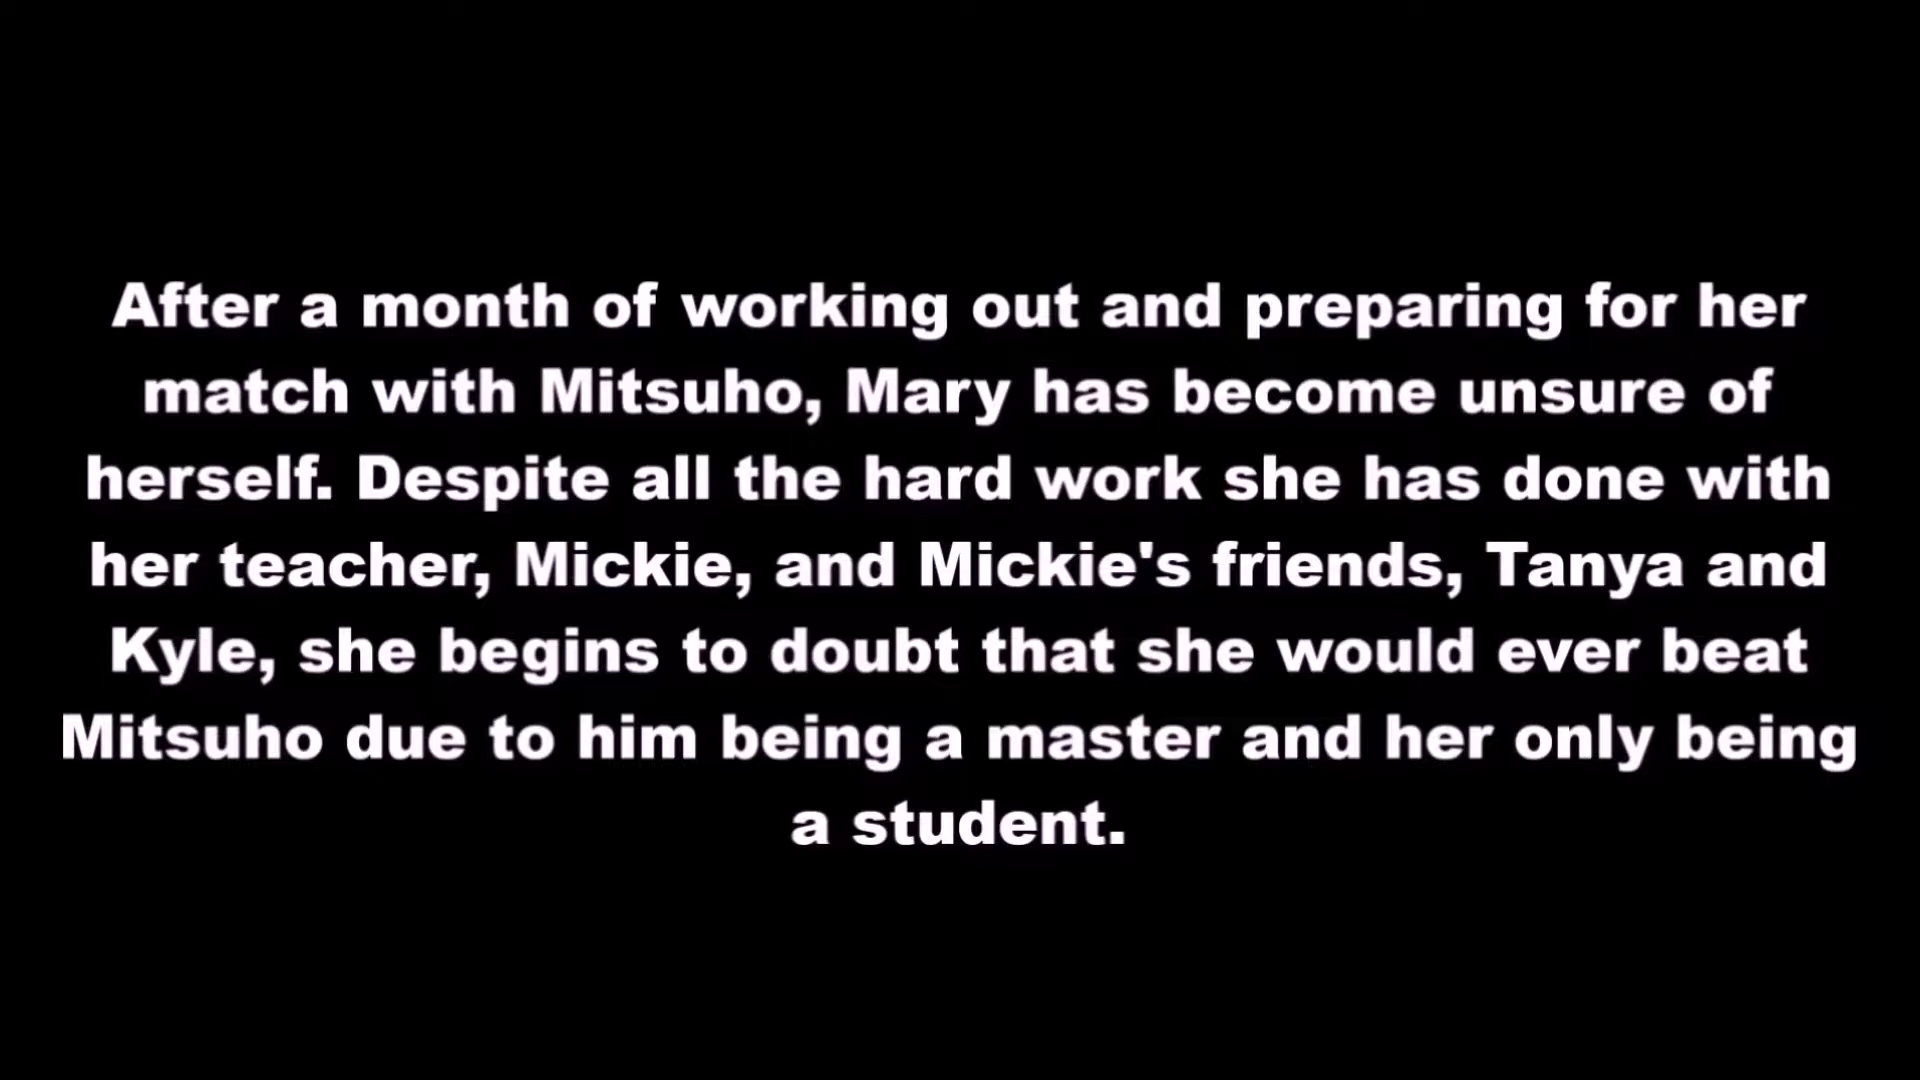 After a month of working out and preparing for her
match with Mitsuho, Mary has become unsure of
herself. Despite all the hard work she has done with
her teacher, Mickie, and Mickie's friends, Tanya and
Kyle, she begins to doubt that she would ever beat
Mitsuho due to him being a master and her only being
a student.